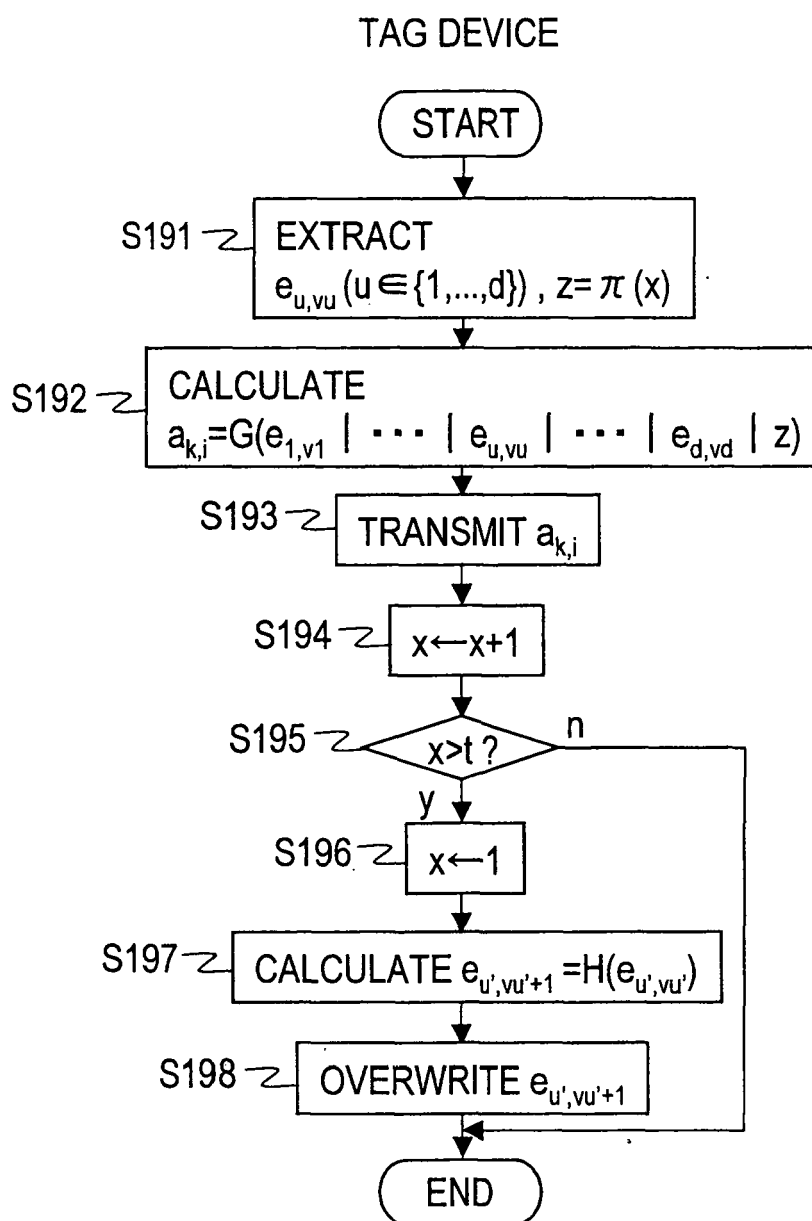 TAG DEVICE
START
S191
EXTRACT
e_{u,vu} (u∈{1,...,d}) , z=π(x)
S192
CALCULATE
a_{k,i}=G(e_{1,v1} | ··· | e_{u,vu} | ··· | e_{d,vd} | z)
S193
TRANSMIT a_{k,i}
S194
x←x+1
S195
x>t ?
n
y
S196
x←1
S197
CALCULATE e_{u',vu'+1} =H(e_{u',vu'})
S198
OVERWRITE e_{u',vu'+1}
END